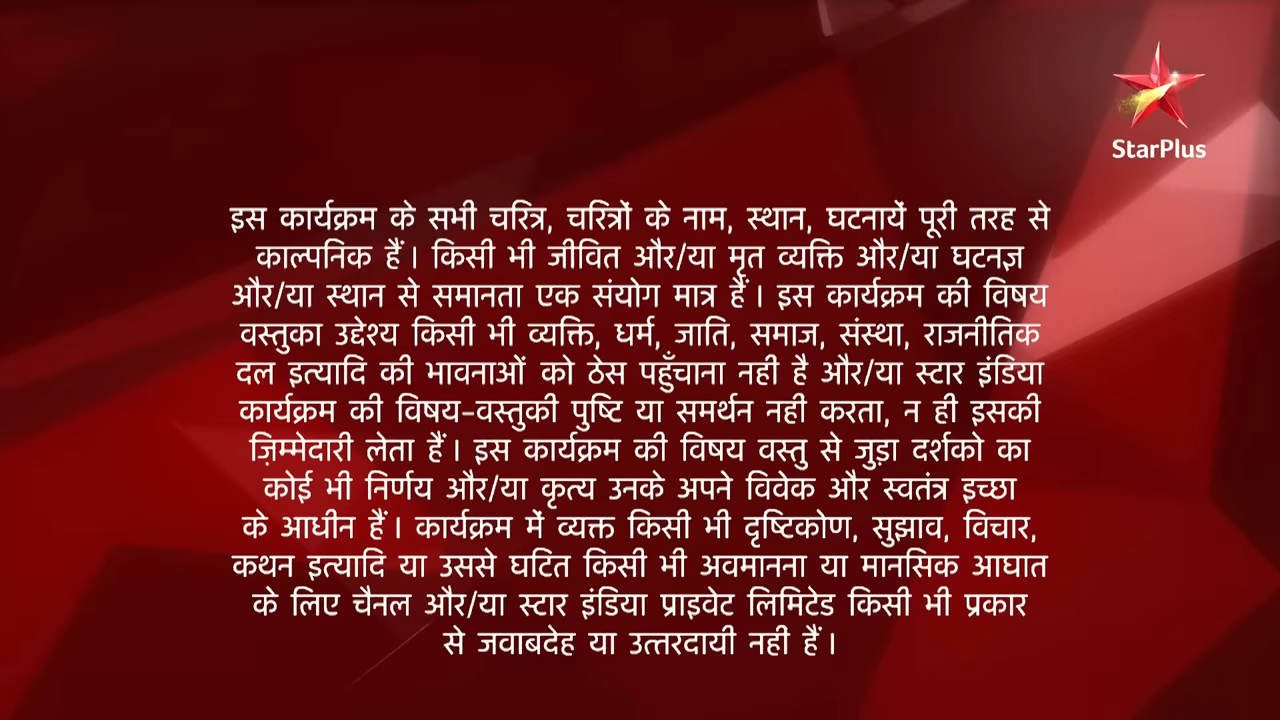 StarPlus
इस कार्यक्रम के सभी चरित्र, चरित्रों के नाम, स्थान, घटनायें पूरी तरह से
काल्पनिक हैं। किसी भी जीवित और/या मृत व्यक्ति और/या घटनज्ञ
और/या स्थान से समानता एक संयोग मात्र हैं। इस कार्यक्रम की विषय
वस्तुका उद्देश्य किसी भी व्यक्ति, धर्म, जाति, समाज, संस्था, राजनीतिक
दल इत्यादि की भावनाओं को ठेस पहुँचाना नही है और/या स्टार इंडिया
कार्यक्रम की विषय-वस्तुकी पुष्टि या समर्थन नही करता, न ही इसकी
ज़िम्मेदारी लेता हैं। इस कार्यक्रम की विषय वस्तु से जुड़ा दर्शको का
कोई भी निर्णय और/या कृत्य उनके अपने विवेक और स्वतंत्र इच्छा
के आधीन हैं। कार्यक्रम में व्यक्त किसी भी दृष्टिकोण, सुझाव, विचार,
कथन इत्यादि या उससे घटित किसी भी अवमानना या मानसिक आघात
के लिए चैनल और/या स्टार इंडिया प्राइवेट लिमिटेड किसी भी प्रकार
से जवाबदेह या उत्तरदायी नही हैं।